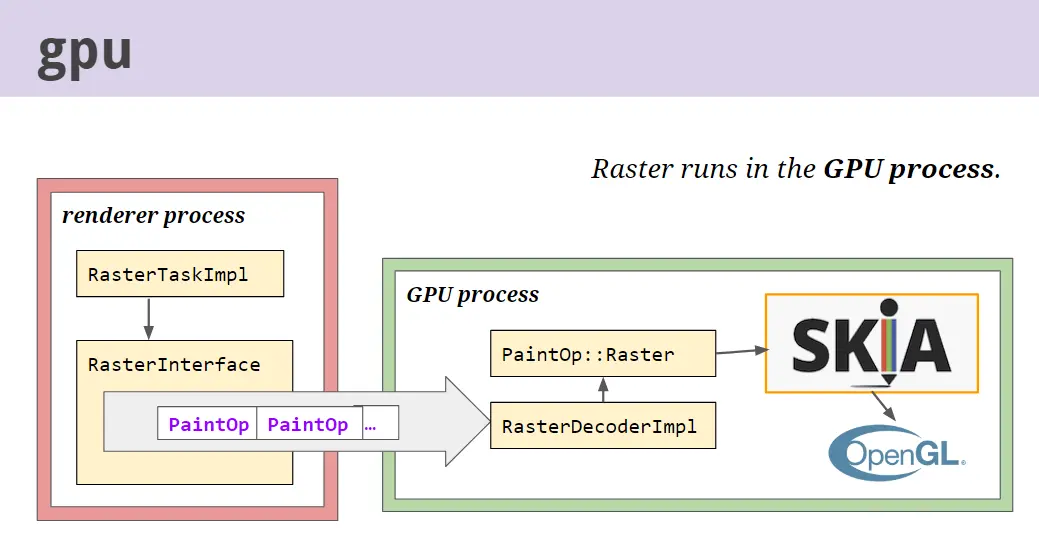 gpu
Raster runs in the GPU process.
renderer process
RasterTaskImpl
RasterInterface
PaintOp PaintOp …
GPU process
PaintOp::Raster
RasterDecoderImpl
SKiA
OpenGL®